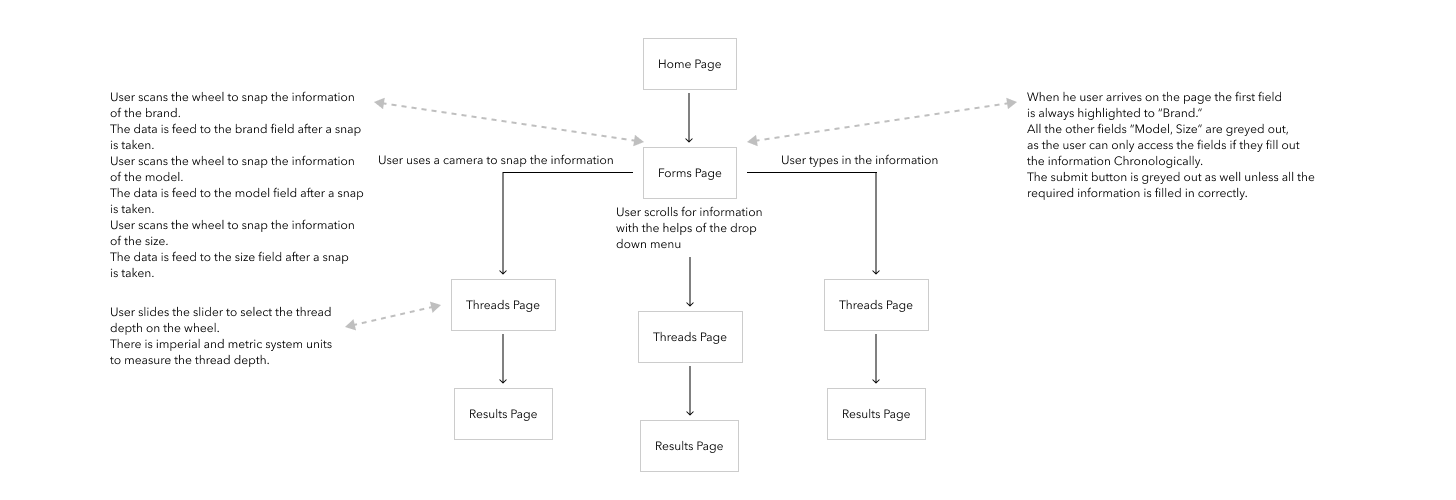 Home Page
User scans the wheel to snap the information
of the brand.
The data is feed to the brand field after a snap
is taken.
User scans the wheel to snap the information
of the model.
The data is feed to the model field after a snap
is taken.
User scans the wheel to snap the information
of the size.
The data is feed to the size field after a snap
is taken.
When he user arrives on the page the first field
is always highlighted to “Brand.”
All the other fields “Model, Size” are greyed out,
as the user can only access the fields if they fill out
the information Chronologically.
The submit button is greyed out as well unless all the
required information is filled in correctly.
User uses a camera to snap the information
Forms Page
User types in the information
User scrolls for information
with the helps of the drop
down menu
User slides the slider to select the thread
depth on the wheel.
There is imperial and metric system units
to measure the thread depth.
Threads Page
Threads Page
Threads Page
Results Page
Results Page
Results Page